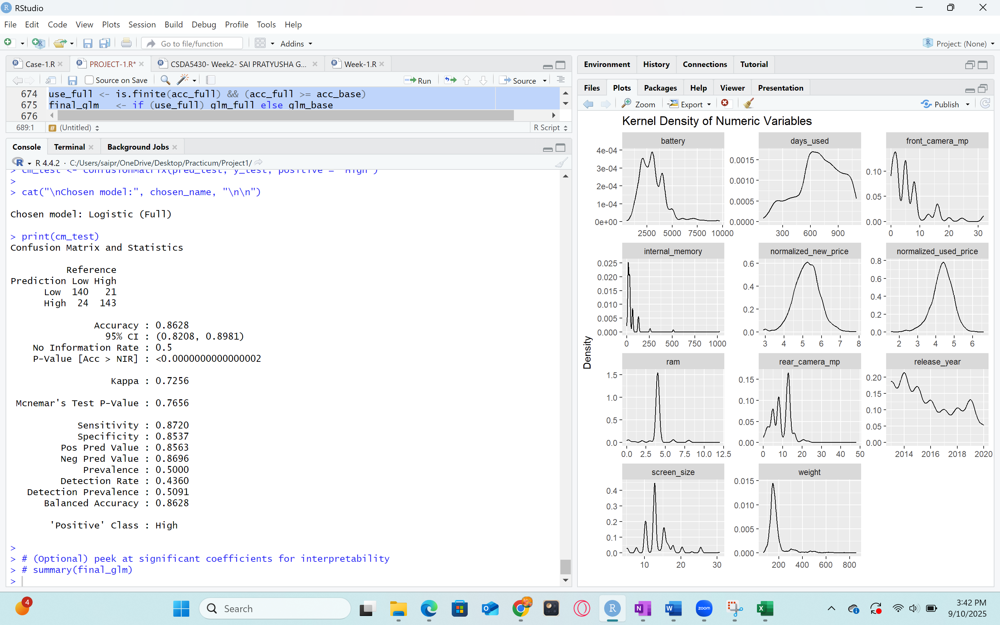 RStudio
File Edit Code View Plots Session Build Debug Profile Tools Help
Go to file/function Addins Project: (None)
Case-1.R PROJECT-1.R* CSDA5430- Week2- SAI PRATYUSHA G... Week-1.R
Source on Save Run Source
674 use_full <- is.finite(acc_full) && (acc_full >= acc_base)
675 final_glm <- if (use_full) glm_full else glm_base
676
689:1 # (Untitled) R Script
Console Terminal Background Jobs
R 4.4.2 · C:/Users/saipr/OneDrive/Desktop/Practicum/Project1/
> cm_test <- confusionMatrix(pred_test, y_test, positive = "High")
>
> cat("\nChosen model:", chosen_name, "\n\n")
Chosen model: Logistic (Full)
> print(cm_test)
Confusion Matrix and Statistics
Reference
Prediction Low High
Low 140 21
High 24 143
Accuracy : 0.8628
95% CI : (0.8208, 0.8981)
No Information Rate : 0.5
P-Value [Acc > NIR] : <0.0000000000000002
Kappa : 0.7256
Mcnemar's Test P-Value : 0.7656
Sensitivity : 0.8720
Specificity : 0.8537
Pos Pred Value : 0.8563
Neg Pred Value : 0.8696
Prevalence : 0.5000
Detection Rate : 0.4360
Detection Prevalence : 0.5091
Balanced Accuracy : 0.8628
'Positive' Class : High
>
> # (Optional) peek at significant coefficients for interpretability
> # summary(final_glm)
>
Environment History Connections Tutorial
Files Plots Packages Help Viewer Presentation
Zoom Export Publish
Kernel Density of Numeric Variables
Density
battery
4e-04
3e-04
2e-04
1e-04
0e+00
2500 5000 7500 10000
days_used
0.0015
0.0010
0.0005
0.0000
300 600 900
front_camera_mp
0.10
0.05
0.00
0 10 20 30
internal_memory
0.025
0.020
0.015
0.010
0.005
0.000
0 250 500 750 1000
normalized_new_price
0.6
0.4
0.2
0.0
3 4 5 6 7 8
normalized_used_price
0.8
0.6
0.4
0.2
0.0
2 3 4 5 6
ram
1.5
1.0
0.5
0.0
0.0 2.5 5.0 7.5 10.0 12.5
rear_camera_mp
0.15
0.10
0.05
0.00
0 10 20 30 40 50
release_year
0.20
0.15
0.10
0.05
0.00
2014 2016 2018 2020
screen_size
0.4
0.3
0.2
0.1
0.0
10 20 30
weight
0.015
0.010
0.005
0.000
200 400 600 800
4
Search
zoom
3:42 PM
9/10/2025